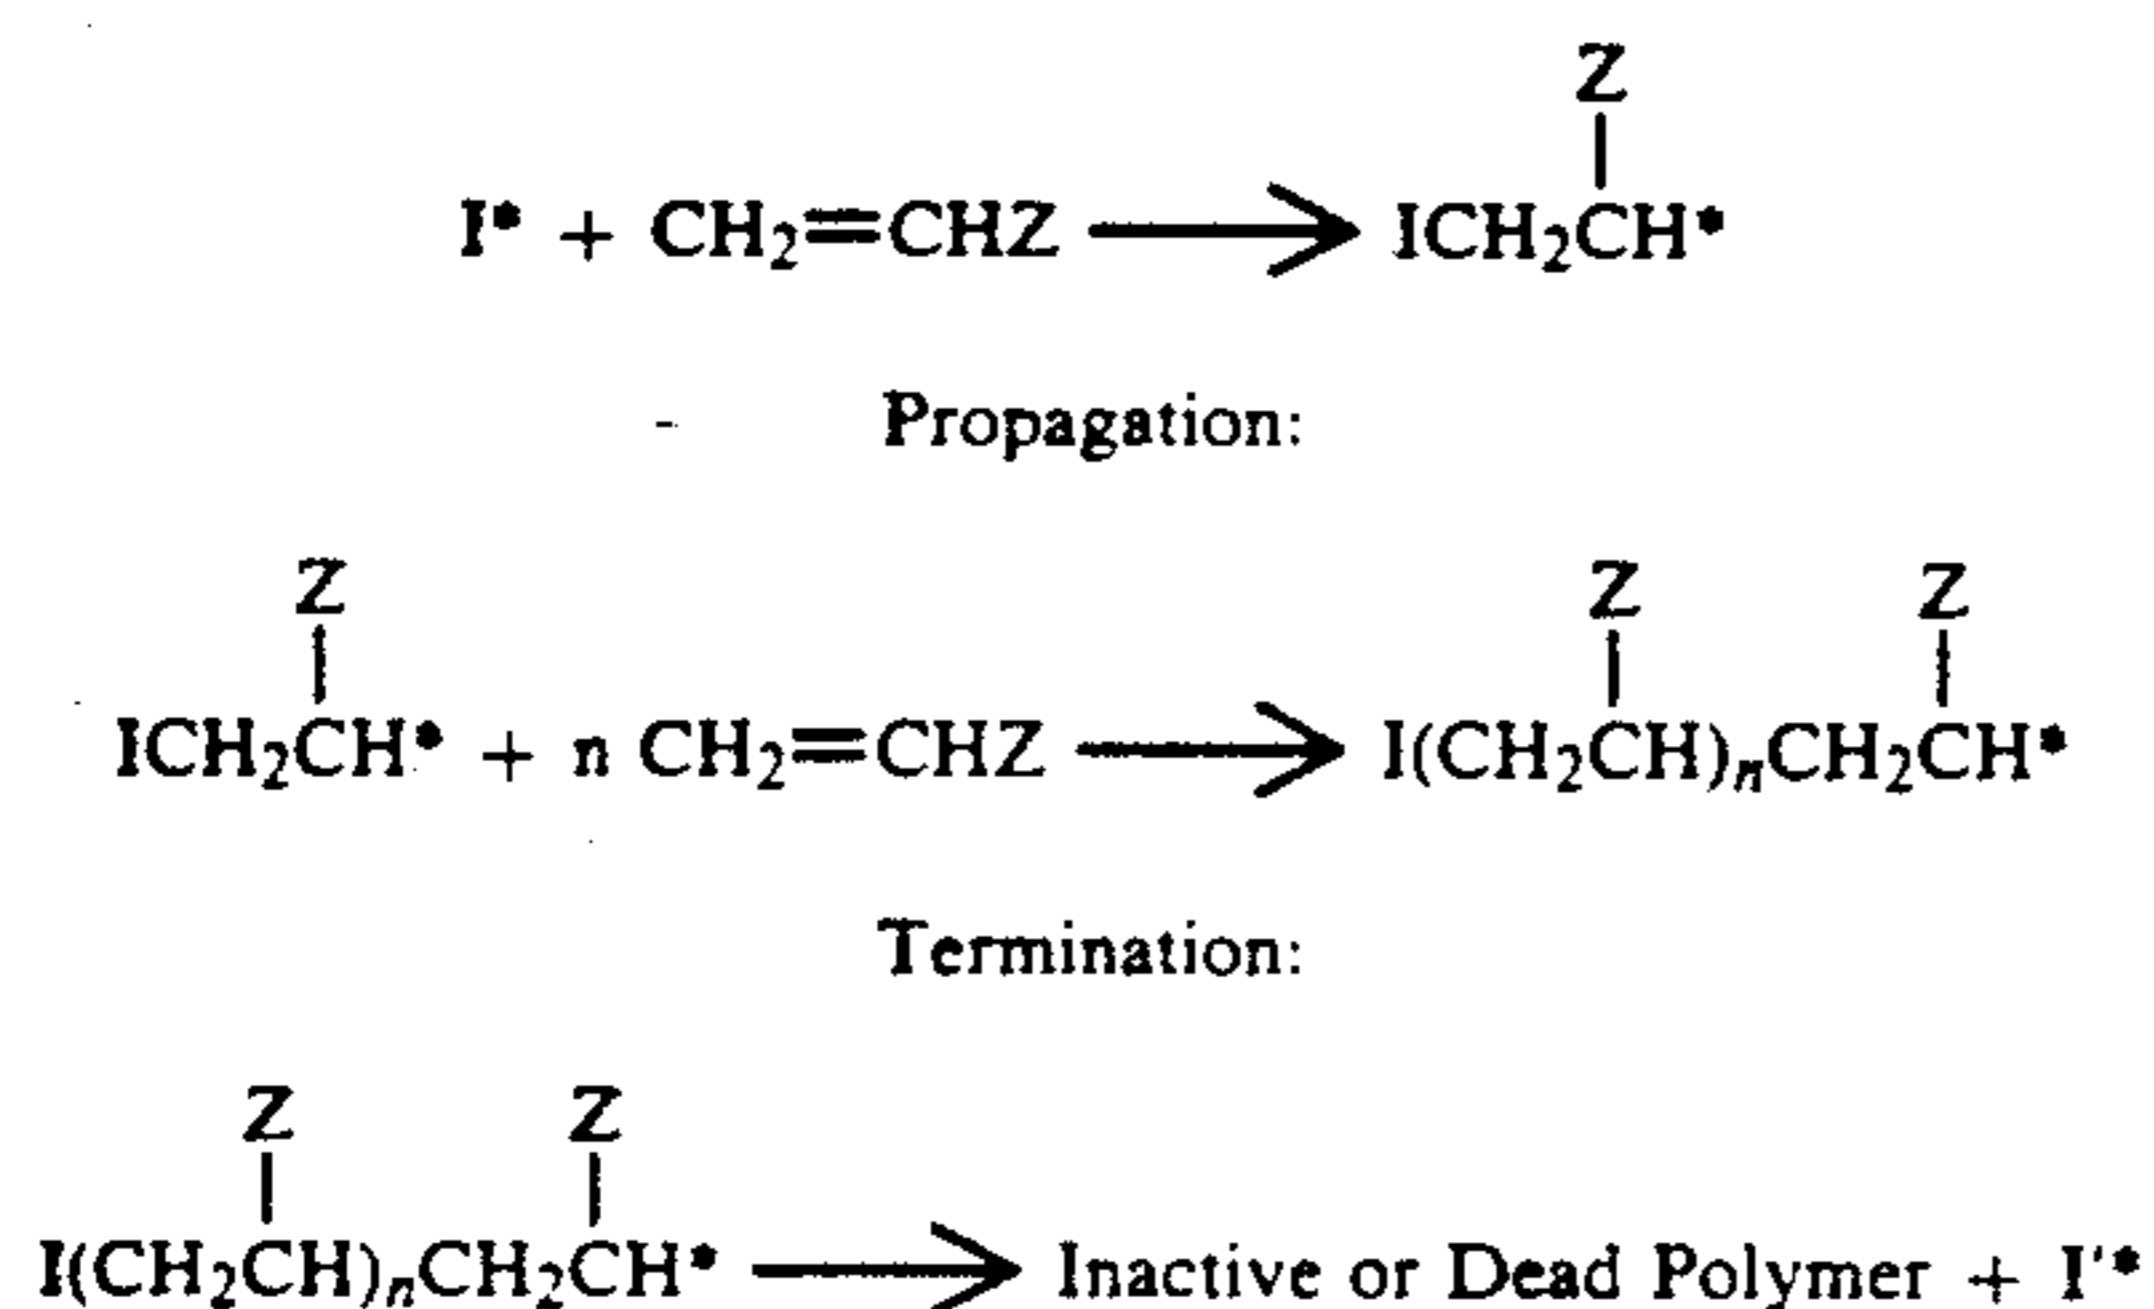 Z
I• + CH₂=CHZ ⟶ ICH₂CH•
Propagation:
Z Z Z
ICH₂CH• + n CH₂=CHZ ⟶ I(CH₂CH)ₙCH₂CH•
Termination:
Z Z
I(CH₂CH)ₙCH₂CH• ⟶ Inactive or Dead Polymer + I'•